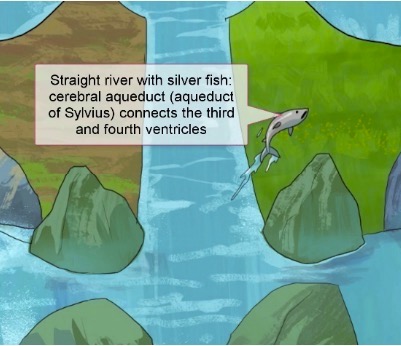 Straight river with silver fish:
cerebral aqueduct (aqueduct
of Sylvius) connects the third
and fourth ventricles